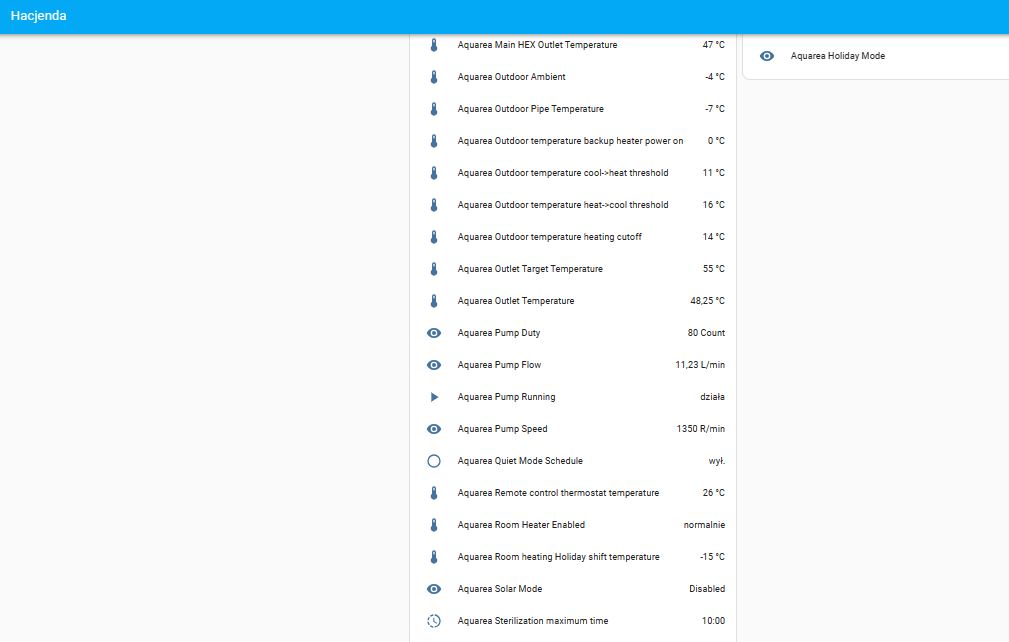 Hacjenda
Aquarea Main HEX Outlet Temperature 47 °C
Aquarea Outdoor Ambient -4 °C
Aquarea Outdoor Pipe Temperature -7 °C
Aquarea Outdoor temperature backup heater power on 0 °C
Aquarea Outdoor temperature cool->heat threshold 11 °C
Aquarea Outdoor temperature heat->cool threshold 16 °C
Aquarea Outdoor temperature heating cutoff 14 °C
Aquarea Outlet Target Temperature 55 °C
Aquarea Outlet Temperature 48,25 °C
Aquarea Pump Duty 80 Count
Aquarea Pump Flow 11,23 L/min
Aquarea Pump Running działa
Aquarea Pump Speed 1350 R/min
Aquarea Quiet Mode Schedule wył.
Aquarea Remote control thermostat temperature 26 °C
Aquarea Room Heater Enabled normalnie
Aquarea Room heating Holiday shift temperature -15 °C
Aquarea Solar Mode Disabled
Aquarea Sterilization maximum time 10:00
Aquarea Holiday Mode